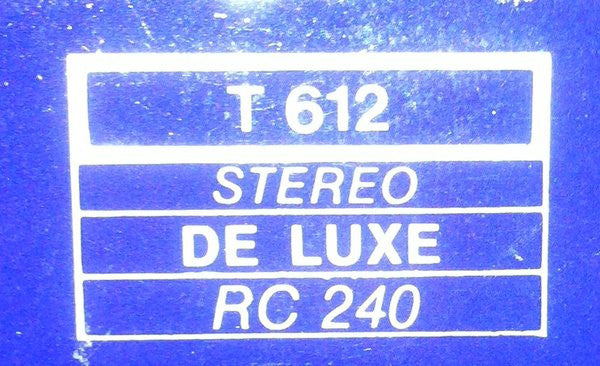 T 612
STEREO
DE LUXE
RC 240